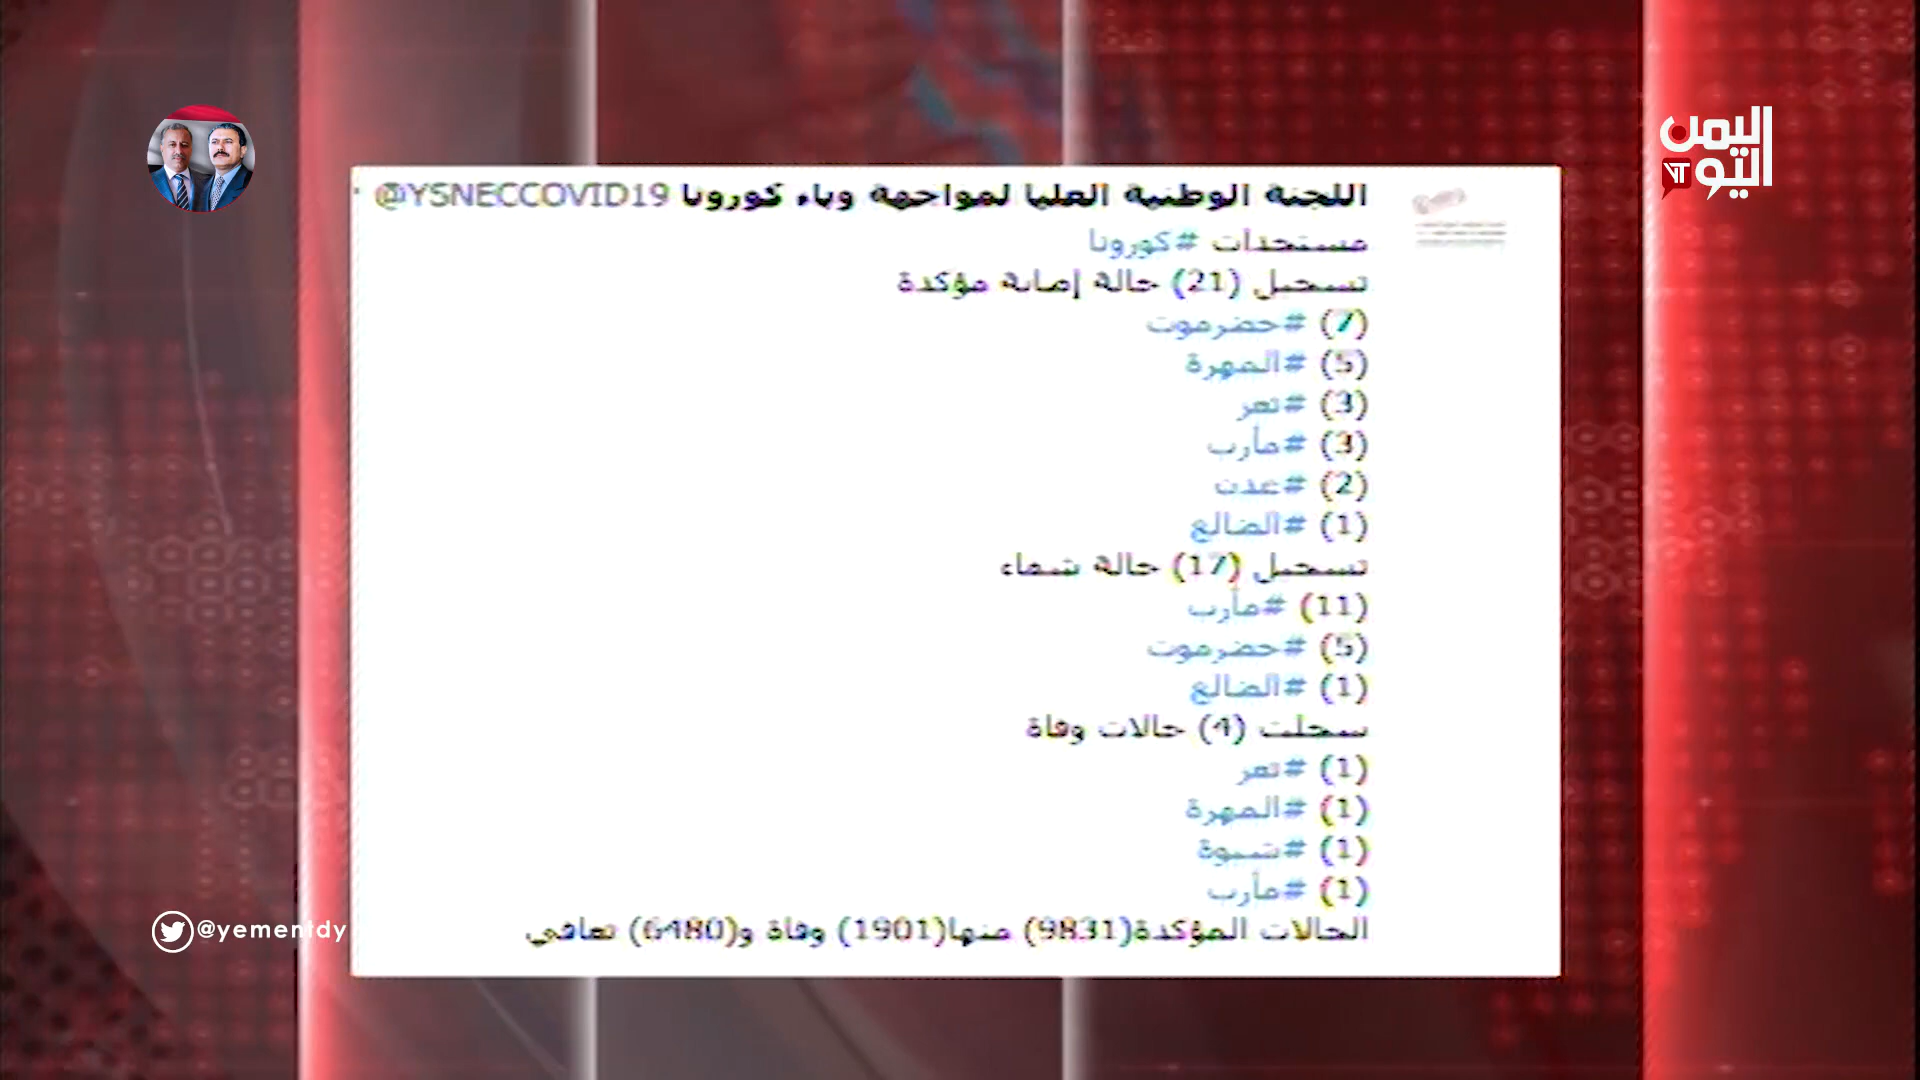 اليمن
اليوم
YT
اللجنة الوطنية العليا لمواجهة وباء كورونا @YSNECCOVID19
مستجدات #كورونا
تسجيل (21) حالة إصابة مؤكدة
(7) #حضرموت
(5) #المهرة
(3) #تعز
(3) #مأرب
(2) #عدن
(1) #الضالع
تسجيل (17) حالة شفاء
(11) #مأرب
(5) #حضرموت
(1) #الضالع
سجلت (4) حالات وفاة
(1) #تعز
(1) #المهرة
(1) #شبوة
(1) #مأرب
الحالات المؤكدة(9831) منها(1901) وفاة و(6480) تعافي
@yementdy